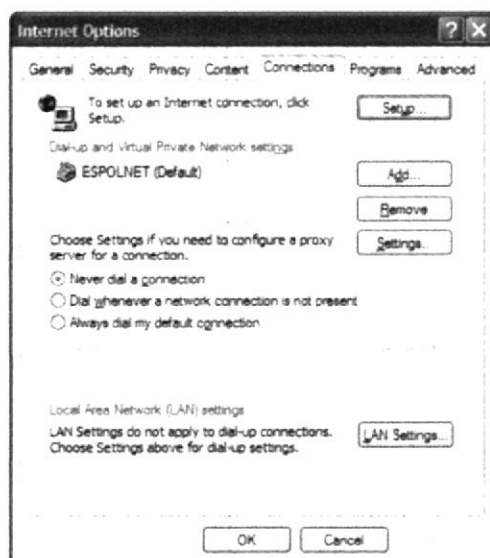 Internet Options
General Security Privacy Content Connections Programs Advanced
To set up an Internet connection, click
Setup.
Setup...
Dial-up and Virtual Private Network settings
ESPOLNET (Default)
Add...
Remove
Choose Settings if you need to configure a proxy
server for a connection.
Settings...
Never dial a connection
Dial whenever a network connection is not present
Always dial my default connection
Local Area Network (LAN) settings
LAN Settings do not apply to dial-up connections.
Choose Settings above for dial-up settings.
LAN Settings...
OK Cancel